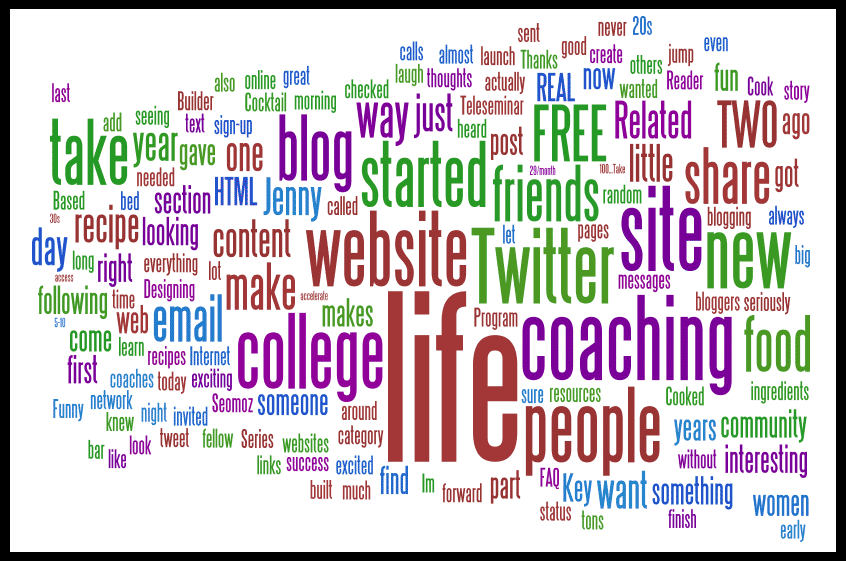 sent
never
20s
calls
almost
launch
Thanks
good
create
others
jump
even
last
also
online
great
laugh
thoughts
actually
REAL
now
wanted
Reader
fun
Cook
story
Builder
Cocktail
morning
checked
way
just
Teleseminar
add
seeing
text
sign-up
blog
heard
post
FREE
Related
TWO
ago
take
year
gave
one
started
29/month
100...Take
little
share
got
needed
Based
bed
section
HTML
Jenny
called
friends
random
30s
recipe
looking
content
website
let
pages
site
blogging
always
day
long
right
everything
lot
Twitter
new
big
access
Designing
make
accelerate
messages
following
time
web
email
makes
Program
bloggers
seriously
5-10
come
learn
recipes
Internet
college
life
coaching
food
first
coaches
today
exciting
Funny
network
night
invited
Seomoz
someone
around
sure
resources
Cooked
ingredients
knew
people
years
community
bar
like
look
tweet
fellow
Series
websites
category
links
success
excited
find
Im
forward
part
FAQ
Key
want
something
without
interesting
built
much
status
tons
finish
women
early